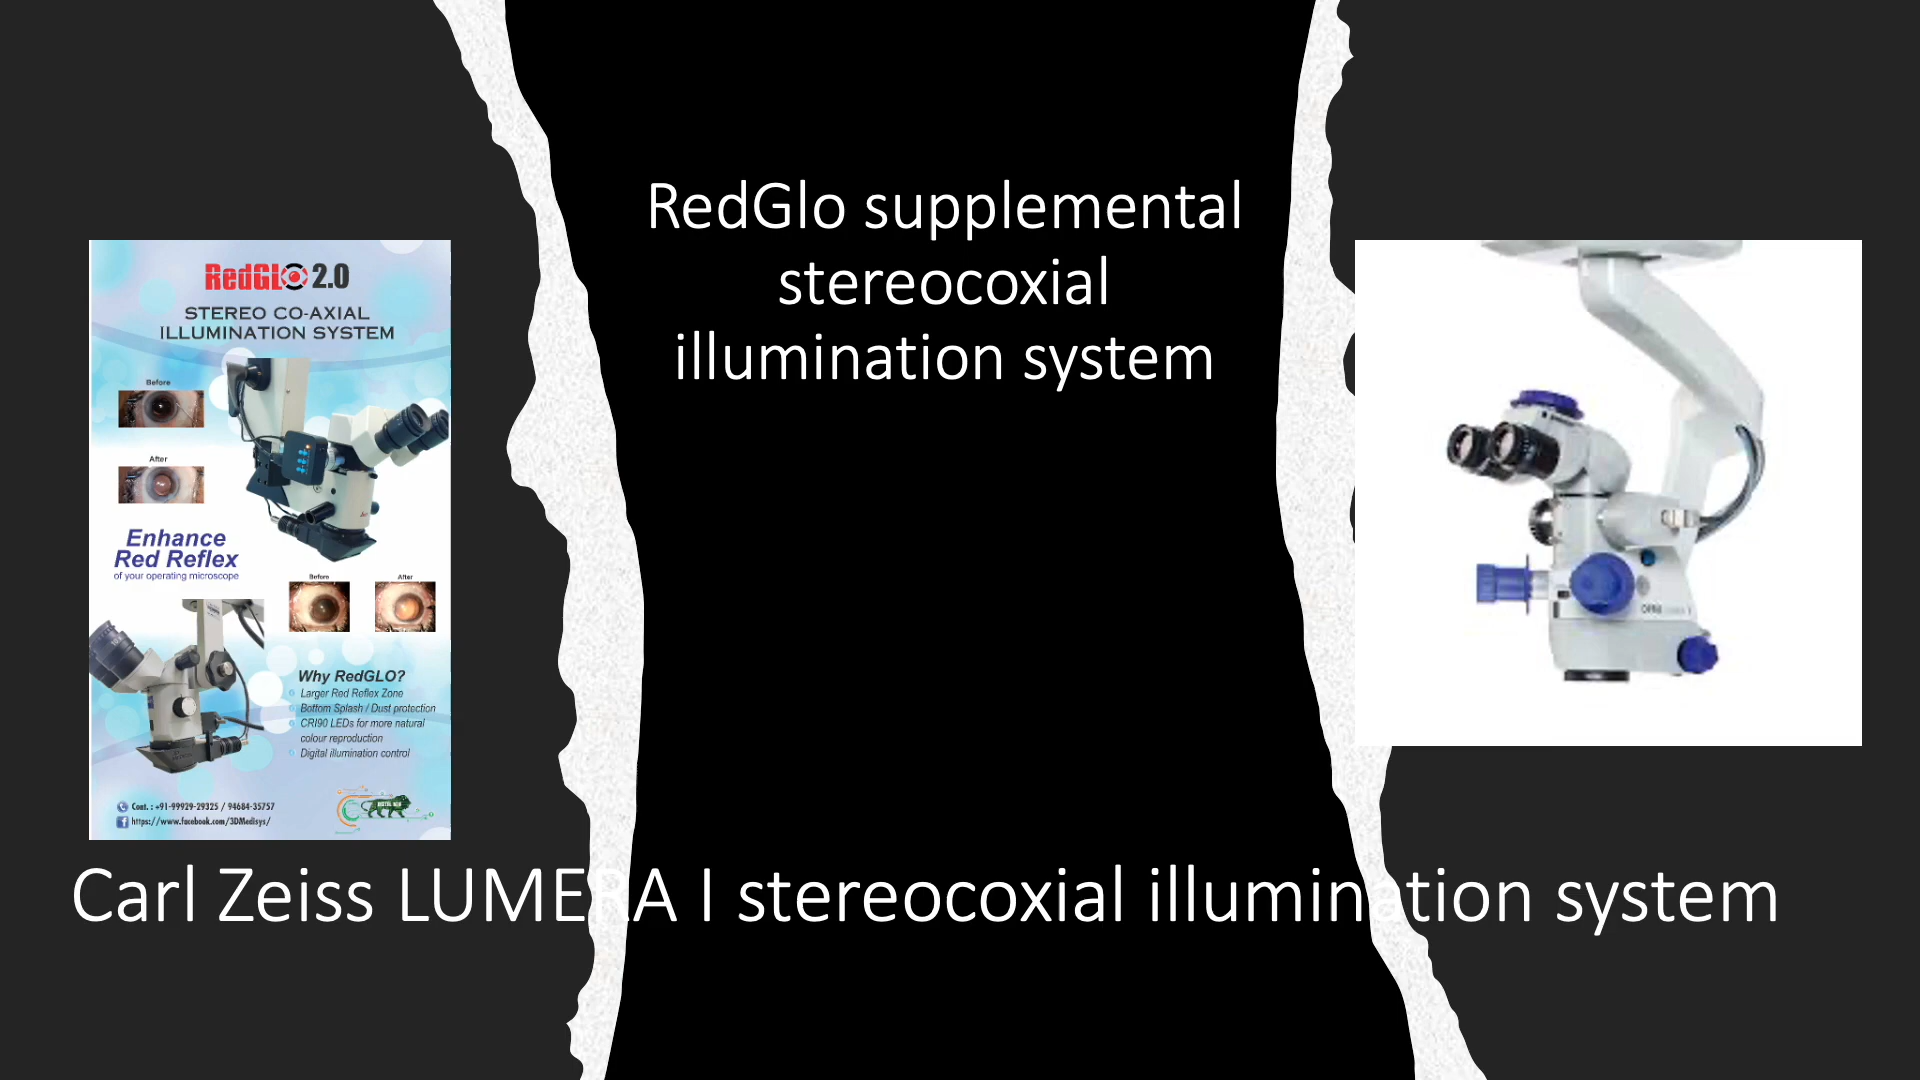 RedGlo supplemental
stereocoxial
illumination system
RedGLO 2.0
STEREO CO-AXIAL
ILLUMINATION SYSTEM
Before
After
Enhance
Red Reflex
of your operating microscope
Before
After
Why RedGLO?
Larger Red Reflex Zone
Bottom Splash / Dust protection
CRI90 LEDs for more natural
colour reproduction
Digital illumination control
Cont. : +91-99929-29325 / 94684-35757
https://www.facebook.com/3DMedisys/
Carl Zeiss LUMERA I stereocoxial illumination system